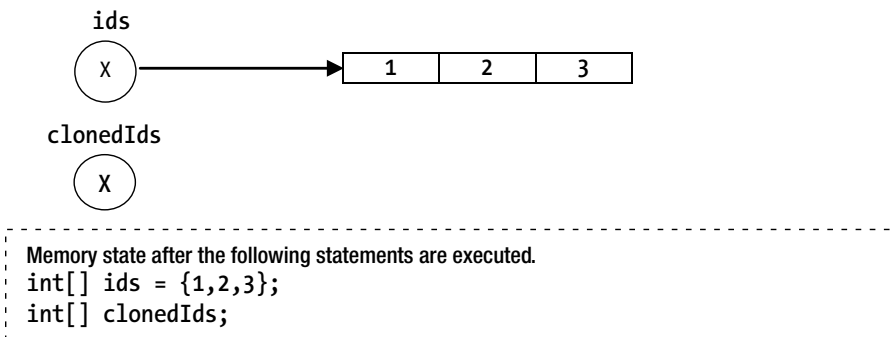 ids
X
1 2 3
clonedIds
X
Memory state after the following statements are executed.
int[] ids = {1,2,3};
int[] clonedIds;